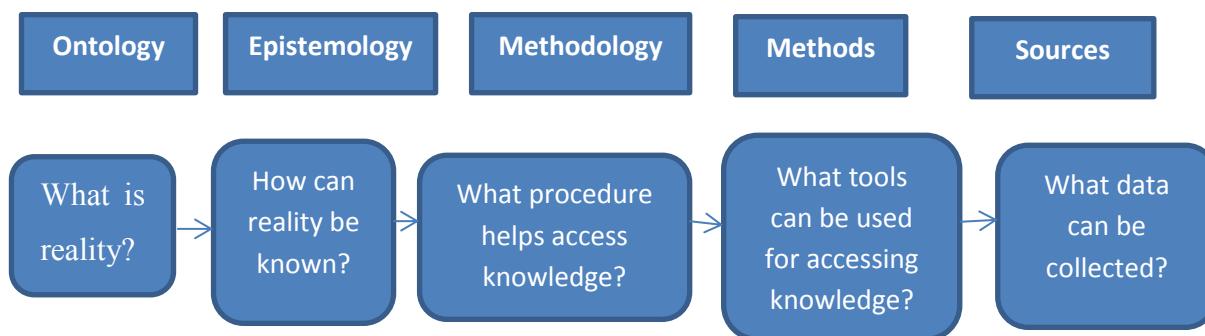 Ontology
Epistemology
Methodology
Methods
Sources
What is
reality?
How can
reality be
known?
What procedure
helps access
knowledge?
What tools
can be used
for accessing
knowledge?
What data
can be
collected?